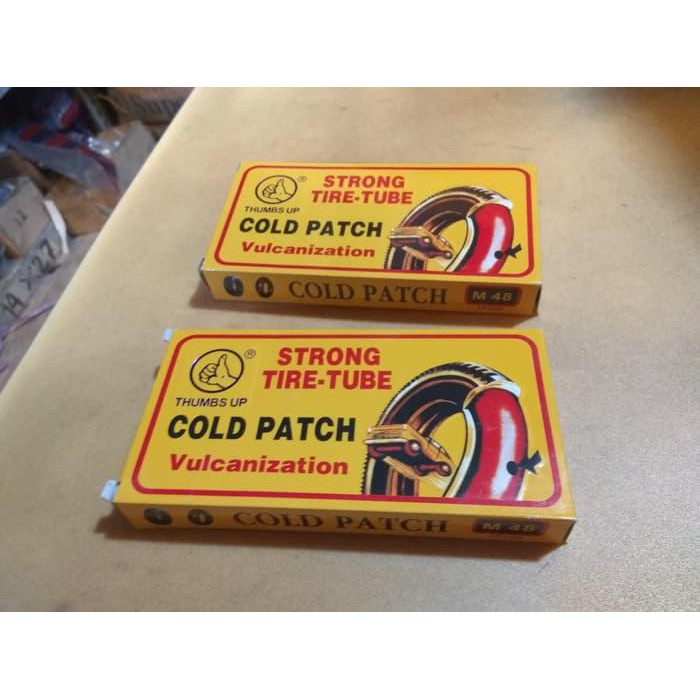 ®
THUMBS UP
STRONG
TIRE-TUBE
COLD PATCH
Vulcanization
COLD PATCH
M 48
®
THUMBS UP
STRONG
TIRE-TUBE
COLD PATCH
Vulcanization
COLD PATCH
M 48